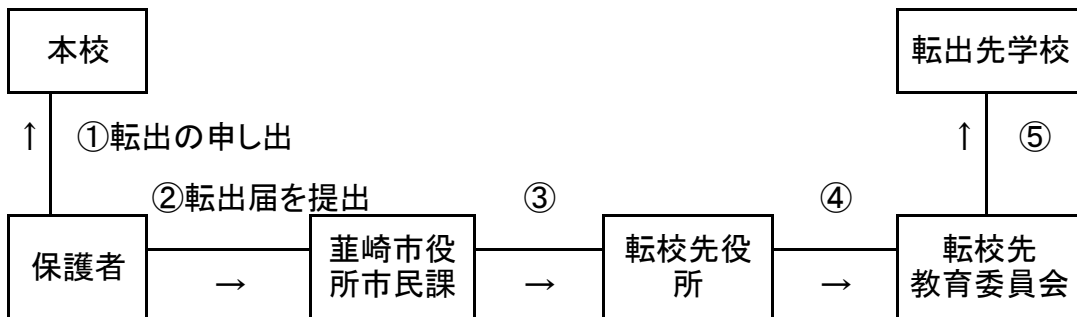 本校
転出先学校
↑ ①転出の申し出
↑ ⑤
②転出届を提出 ③ ④
保護者
→
韮崎市役
所市民課
→
転校先役
所
→
転校先
教育委員会